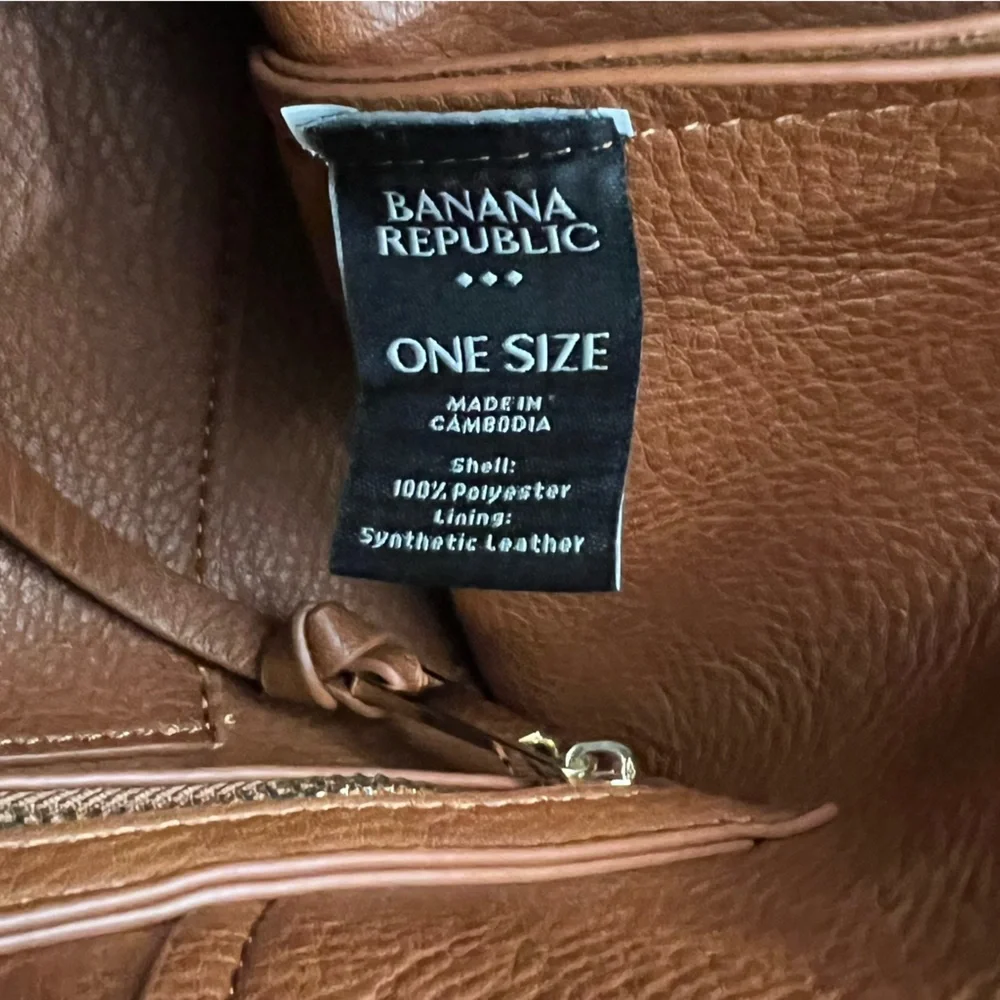 BANANA
REPUBLIC
ONE SIZE
MADE IN
CAMBODIA
Shell:
100% Polyester
Lining:
Synthetic Leather